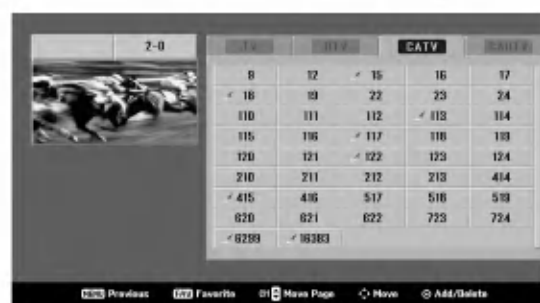 2-0
TV DTV CATV CADTV
8 12 ✓ 15 16 17
✓ 18 19 22 23 24
110 111 112 ✓ 113 114
115 116 ✓ 117 118 119
120 121 ✓ 122 123 124
210 211 212 213 414
✓ 415 416 517 518 519
620 621 622 723 724
✓ 6299 ✓ 16383
MENU Previous FAV Favorite Move Page Move Add/Delete